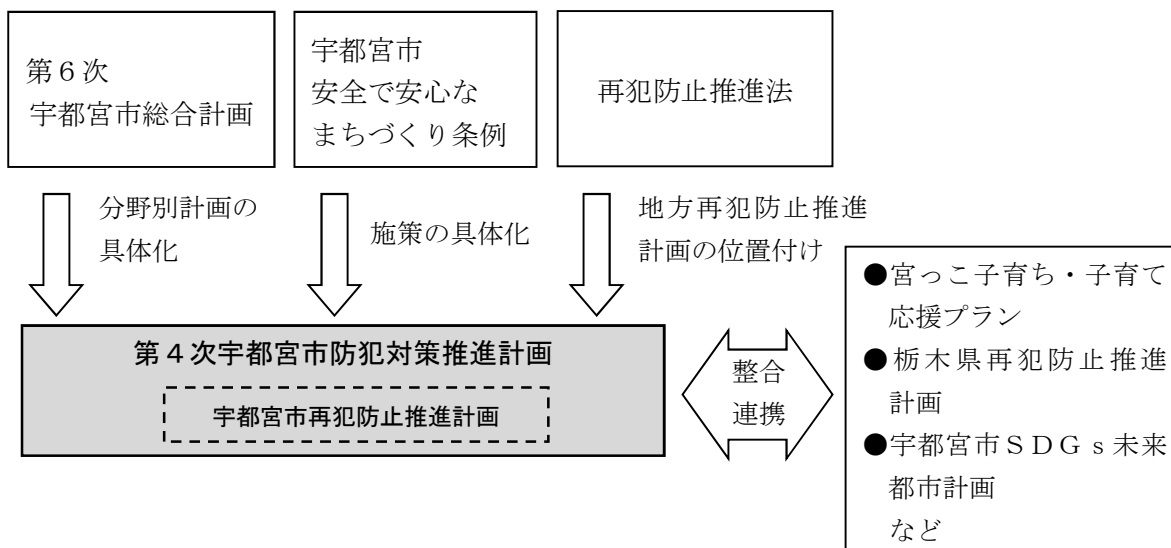 第６次
宇都宮市総合計画
宇都宮市
安全で安心な
まちづくり条例
再犯防止推進法
分野別計画の
具体化
施策の具体化
地方再犯防止推進
計画の位置付け
第４次宇都宮市防犯対策推進計画
宇都宮市再犯防止推進計画
整合
連携
●宮っこ子育ち・子育て
応援プラン
●栃木県再犯防止推進
計画
●宇都宮市ＳＤＧｓ未来
都市計画
など